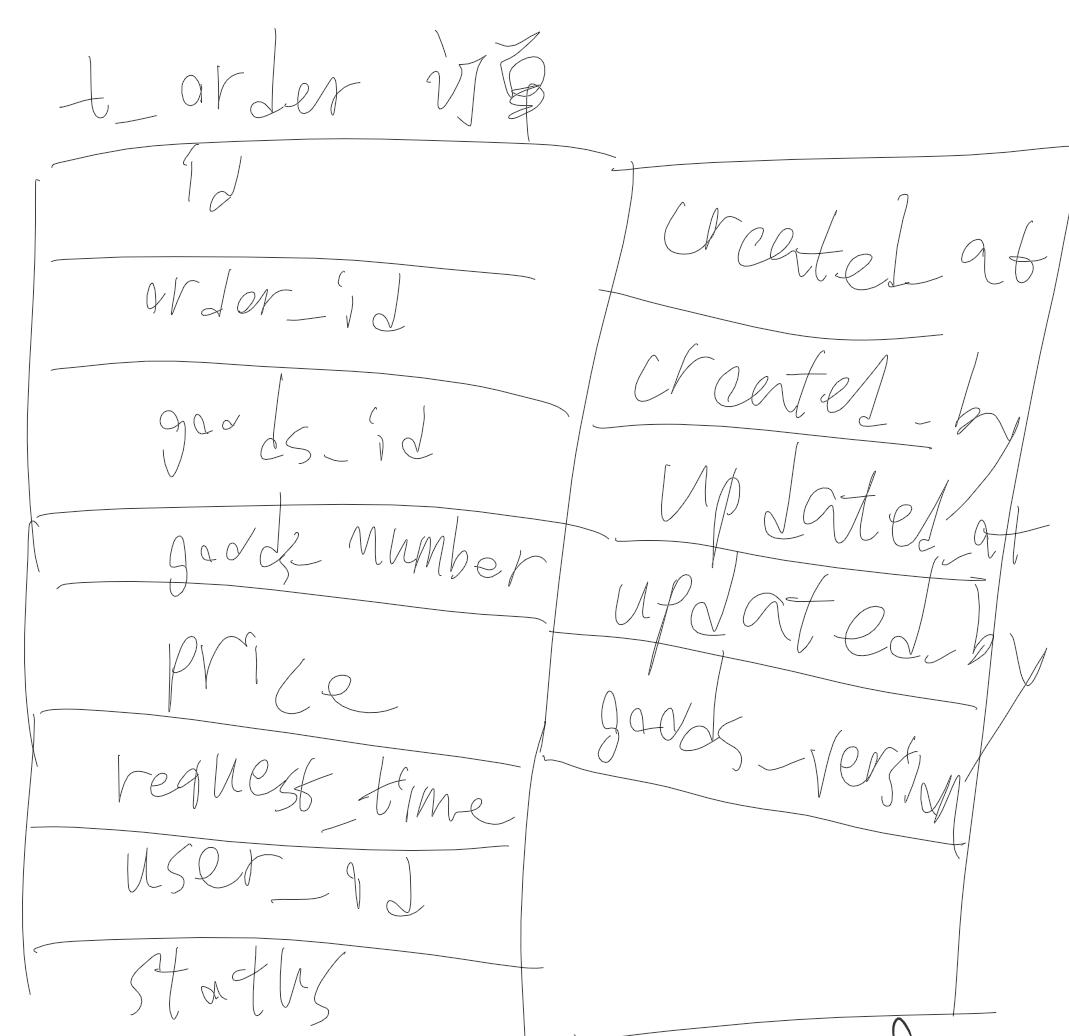 t_order 订单
id
order_id
goods_id
goods_number
price
request_time
user_id
status
created_at
created_by
updated_at
updated_by
goods_version